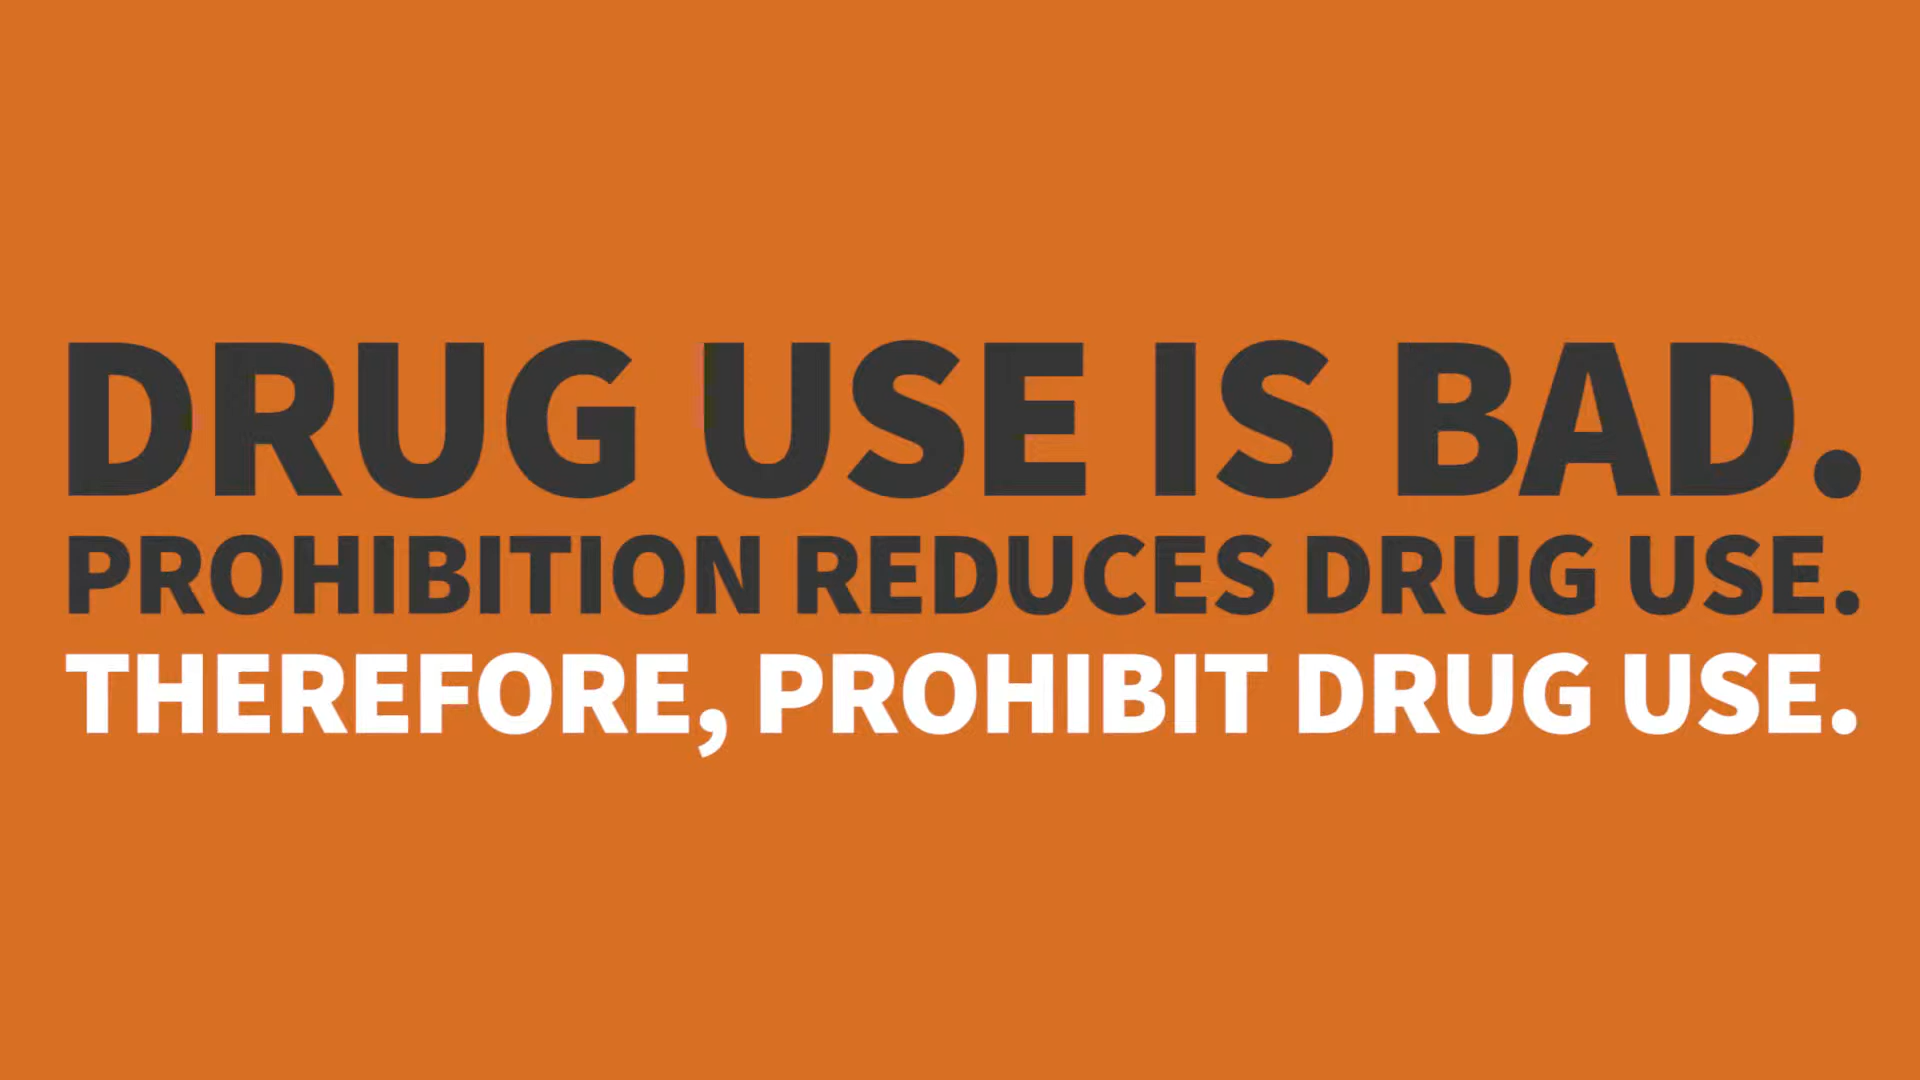 DRUG USE IS BAD.
PROHIBITION REDUCES DRUG USE.
THEREFORE, PROHIBIT DRUG USE.